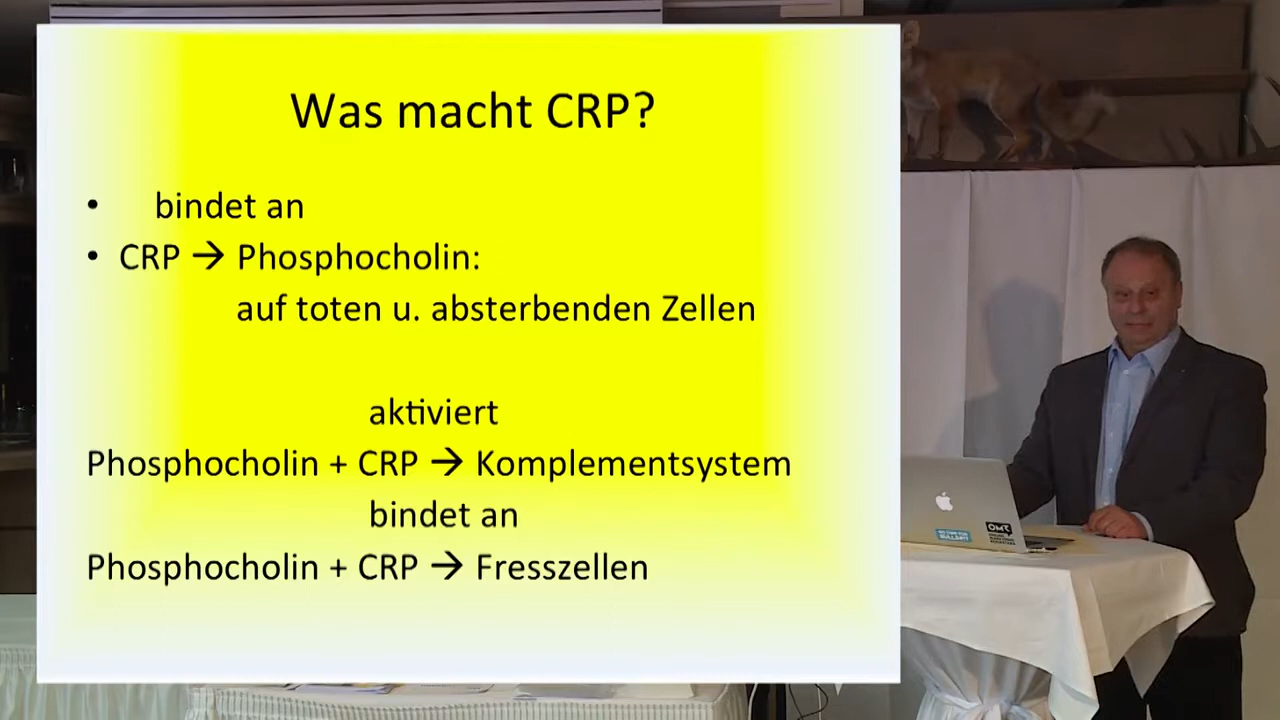 Was macht CRP?
• bindet an
• CRP → Phosphocholin:
auf toten u. absterbenden Zellen
aktiviert
Phosphocholin + CRP → Komplementsystem
bindet an
Phosphocholin + CRP → Fresszellen
OMR